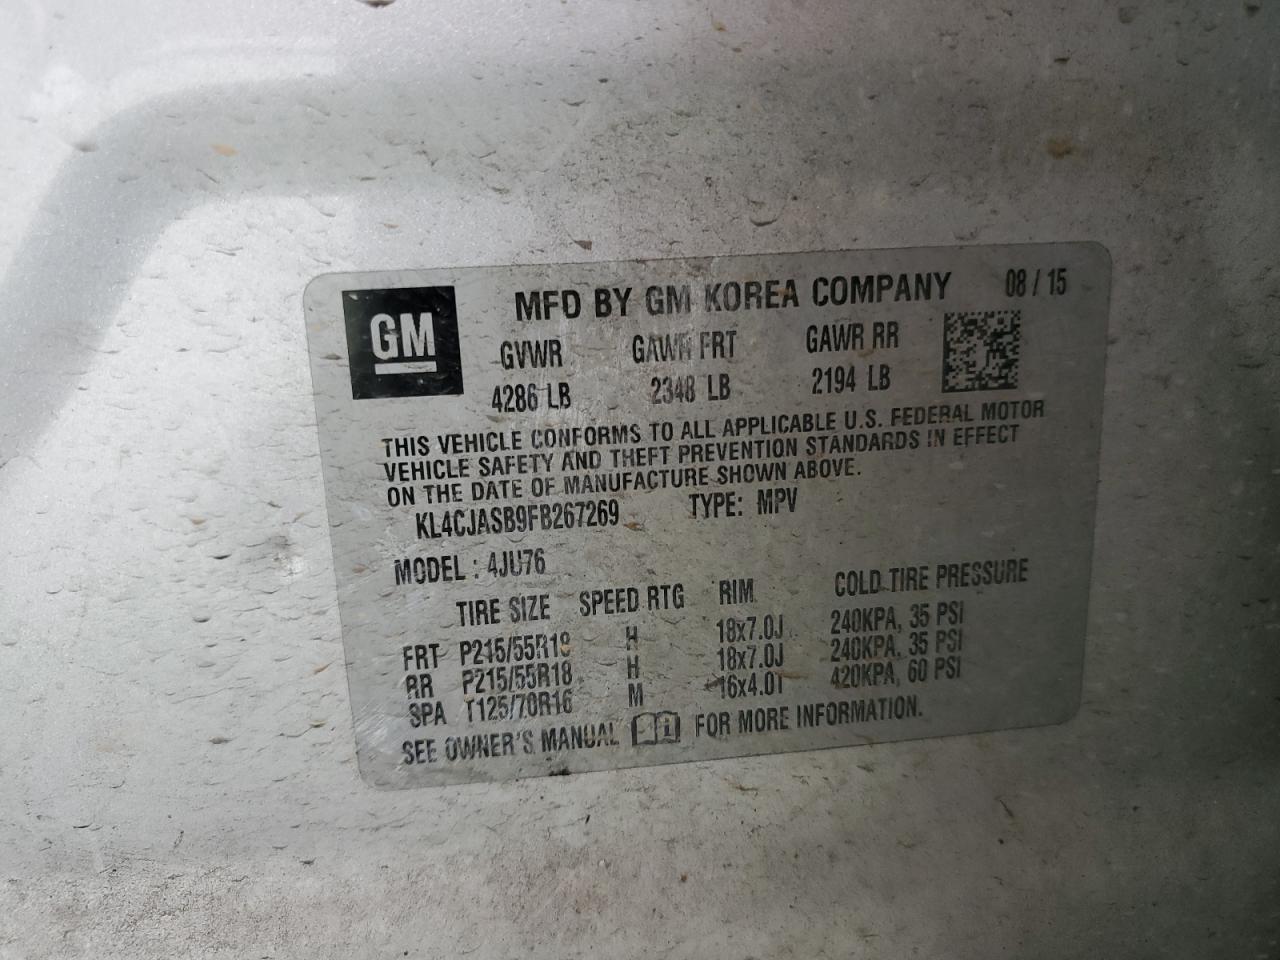 GM
MFD BY GM KOREA COMPANY 08 / 15
GVWR GAWR FRT GAWR RR
4286 LB 2348 LB 2194 LB
THIS VEHICLE CONFORMS TO ALL APPLICABLE U.S. FEDERAL MOTOR
VEHICLE SAFETY AND THEFT PREVENTION STANDARDS IN EFFECT
ON THE DATE OF MANUFACTURE SHOWN ABOVE.
KL4CJASB9FB267269 TYPE: MPV
MODEL : 4JU76
TIRE SIZE SPEED RTG RIM COLD TIRE PRESSURE
FRT P215/55R18 H 18x7.0J 240KPA, 35 PSI
RR P215/55R18 H 18x7.0J 240KPA, 35 PSI
SPA T125/70R16 M 16x4.0T 420KPA, 60 PSI
SEE OWNER'S MANUAL FOR MORE INFORMATION.